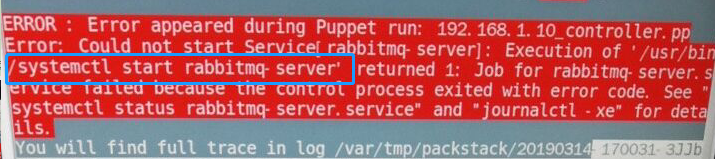 ERROR : Error appeared during Puppet run: 192.168.1.10_controller.pp
Error: Could not start Service[rabbitmq-server]: Execution of '/usr/bin
/systemctl start rabbitmq-server' returned 1: Job for rabbitmq-server.s
ervice failed because the control process exited with error code. See "
systemctl status rabbitmq-server.service" and "journalctl -xe" for deta
ils.
You will find full trace in log /var/tmp/packstack/20190314-170031-3JJb